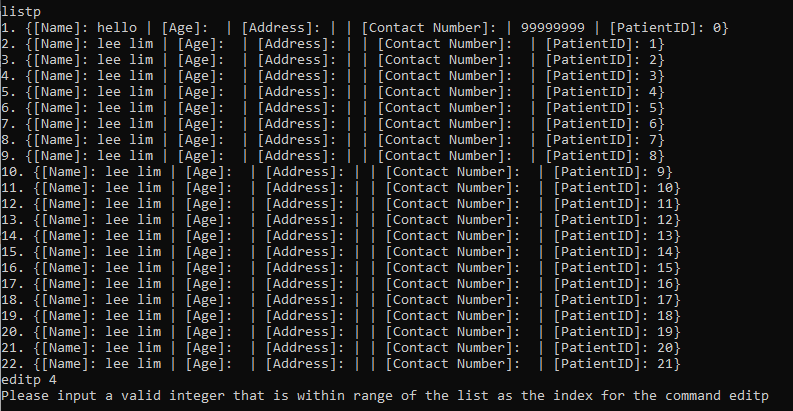 listp
1. {[Name]: hello | [Age]:  | [Address]: | | [Contact Number]: | 99999999 | [PatientID]: 0}
2. {[Name]: lee lim | [Age]:  | [Address]: | | [Contact Number]:  | [PatientID]: 1}
3. {[Name]: lee lim | [Age]:  | [Address]: | | [Contact Number]:  | [PatientID]: 2}
4. {[Name]: lee lim | [Age]:  | [Address]: | | [Contact Number]:  | [PatientID]: 3}
5. {[Name]: lee lim | [Age]:  | [Address]: | | [Contact Number]:  | [PatientID]: 4}
6. {[Name]: lee lim | [Age]:  | [Address]: | | [Contact Number]:  | [PatientID]: 5}
7. {[Name]: lee lim | [Age]:  | [Address]: | | [Contact Number]:  | [PatientID]: 6}
8. {[Name]: lee lim | [Age]:  | [Address]: | | [Contact Number]:  | [PatientID]: 7}
9. {[Name]: lee lim | [Age]:  | [Address]: | | [Contact Number]:  | [PatientID]: 8}
10. {[Name]: lee lim | [Age]:  | [Address]: | | [Contact Number]:  | [PatientID]: 9}
11. {[Name]: lee lim | [Age]:  | [Address]: | | [Contact Number]:  | [PatientID]: 10}
12. {[Name]: lee lim | [Age]:  | [Address]: | | [Contact Number]:  | [PatientID]: 11}
13. {[Name]: lee lim | [Age]:  | [Address]: | | [Contact Number]:  | [PatientID]: 12}
14. {[Name]: lee lim | [Age]:  | [Address]: | | [Contact Number]:  | [PatientID]: 13}
15. {[Name]: lee lim | [Age]:  | [Address]: | | [Contact Number]:  | [PatientID]: 14}
16. {[Name]: lee lim | [Age]:  | [Address]: | | [Contact Number]:  | [PatientID]: 15}
17. {[Name]: lee lim | [Age]:  | [Address]: | | [Contact Number]:  | [PatientID]: 16}
18. {[Name]: lee lim | [Age]:  | [Address]: | | [Contact Number]:  | [PatientID]: 17}
19. {[Name]: lee lim | [Age]:  | [Address]: | | [Contact Number]:  | [PatientID]: 18}
20. {[Name]: lee lim | [Age]:  | [Address]: | | [Contact Number]:  | [PatientID]: 19}
21. {[Name]: lee lim | [Age]:  | [Address]: | | [Contact Number]:  | [PatientID]: 20}
22. {[Name]: lee lim | [Age]:  | [Address]: | | [Contact Number]:  | [PatientID]: 21}
editp 4
Please input a valid integer that is within range of the list as the index for the command editp